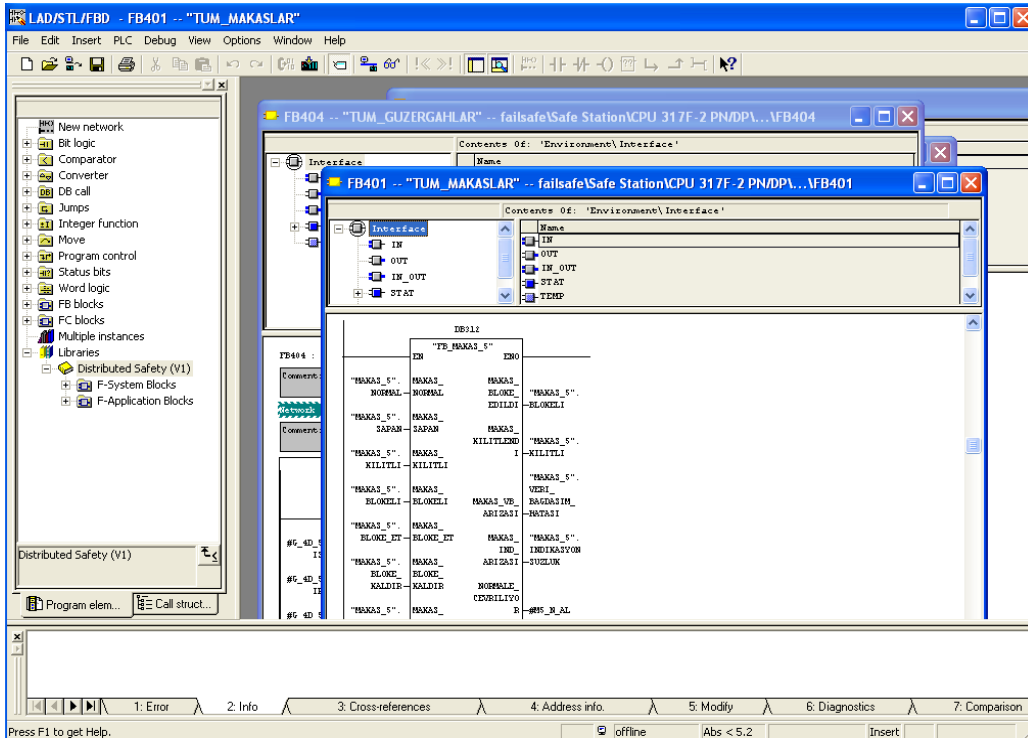 LAD/STL/FBD - FB401 -- "TUM_MAKASLAR"
File Edit Insert PLC Debug View Options Window Help
New network
Bit logic
Comparator
Converter
DB call
Jumps
Integer function
Move
Program control
Status bits
Word logic
FB blocks
FC blocks
Multiple instances
Libraries
Distributed Safety (V1)
F-System Blocks
F-Application Blocks
Distributed Safety (V1)
Program elem...
Call struct...
FB404 -- "TUM_GUZERGAHLAR" -- failsafe\Safe Station\CPU 317F-2 PN/DP\...\FB404
Contents Of: 'Environment\Interface'
Interface
Name
FB404 :
Comment:
Network
Comment:
#G_4D_5
IS
#G_4D_5
#G_4D_5
FB401 -- "TUM_MAKASLAR" -- failsafe\Safe Station\CPU 317F-2 PN/DP\...\FB401
Contents Of: 'Environment\Interface'
Interface
IN
OUT
IN_OUT
STAT
Name
IN
OUT
IN_OUT
STAT
TEMP
DB312
"FB_MAKAS_5"
EN ENO
"MAKAS_5". MAKAS_ MAKAS_
NORMAL NORMAL BLOKE_ "MAKAS_5".
EDILDI BLOKELI
"MAKAS_5". MAKAS_
SAPAN SAPAN MAKAS_
KILITLEND "MAKAS_5".
"MAKAS_5". MAKAS_ I KILITLI
KILITLI KILITLI
"MAKAS_5".
"MAKAS_5". MAKAS_ VERI_
BLOKELI BLOKELI MAKAS_VB_ BAGDASIM_
ARIZASI HATASI
"MAKAS_5". MAKAS_
BLOKE_ET BLOKE_ET MAKAS_ "MAKAS_5".
IND_ INDIKASYON
"MAKAS_5". MAKAS_ ARIZASI SUZLUK
BLOKE_ BLOKE_
KALDIR KALDIR NORMALE_
CEVRILIYO
"MAKAS_5". MAKAS_ R #M5_N_AL
1: Error 2: Info 3: Cross-references 4: Address info. 5: Modify 6: Diagnostics 7: Comparison
Press F1 to get Help. offline Abs < 5.2 Insert